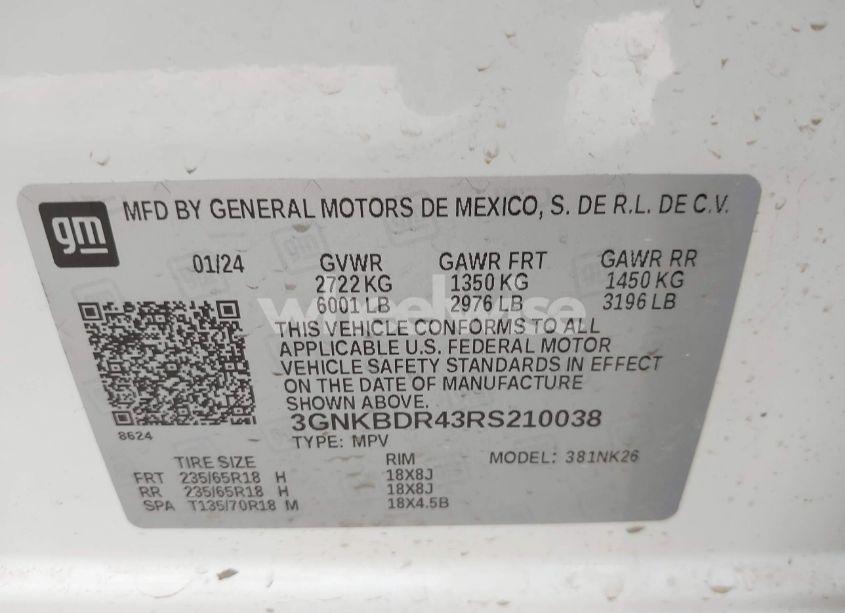 gm
MFD BY GENERAL MOTORS DE MEXICO, S. DE R.L. DE C.V.
01/24 GVWR GAWR FRT GAWR RR
2722 KG 1350 KG 1450 KG
6001 LB 2976 LB 3196 LB
THIS VEHICLE CONFORMS TO ALL
APPLICABLE U.S. FEDERAL MOTOR
VEHICLE SAFETY STANDARDS IN EFFECT
ON THE DATE OF MANUFACTURE
SHOWN ABOVE.
3GNKBDR43RS210038
8624
TYPE: MPV
TIRE SIZE RIM MODEL: 381NK26
FRT 235/65R18 H 18X8J
RR 235/65R18 H 18X8J
SPA T135/70R18 M 18X4.5B